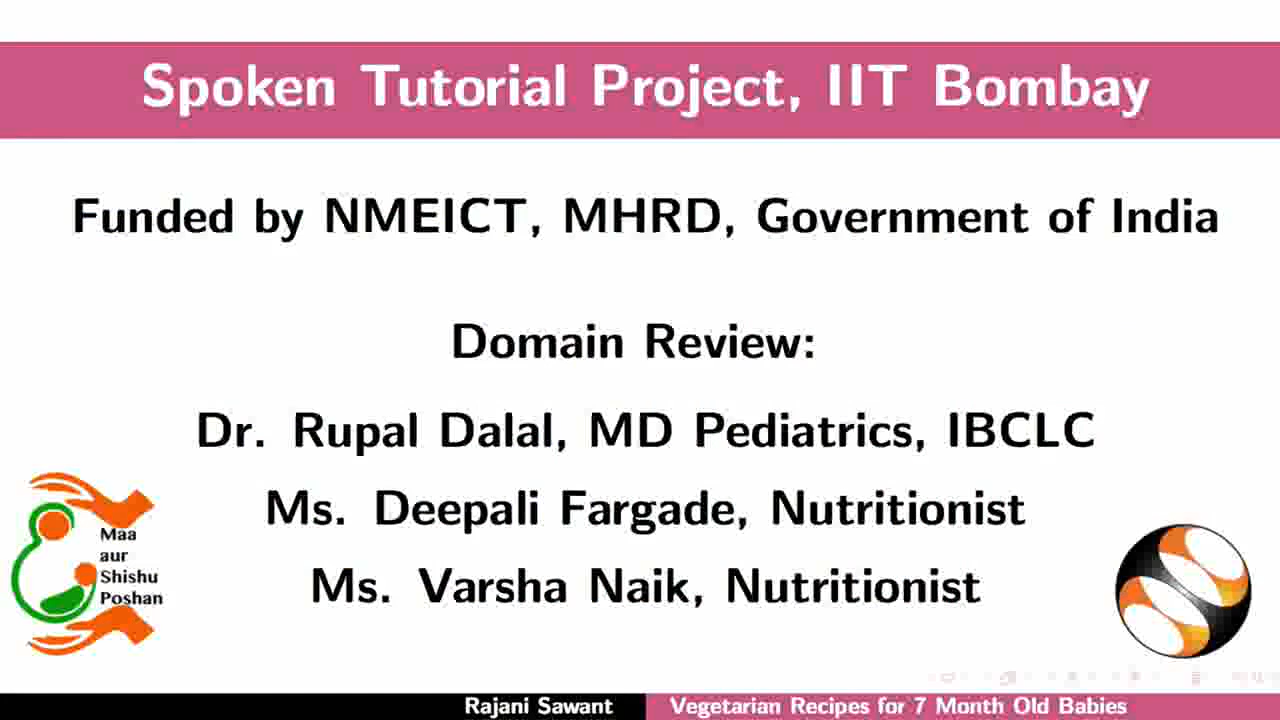 Spoken Tutorial Project, IIT Bombay
Funded by NMEICT, MHRD, Government of India
Domain Review:
Dr. Rupal Dalal, MD Pediatrics, IBCLC
Ms. Deepali Fargade, Nutritionist
Ms. Varsha Naik, Nutritionist
Maa
aur
Shishu
Poshan
Rajani Sawant Vegetarian Recipes for 7 Month Old Babies